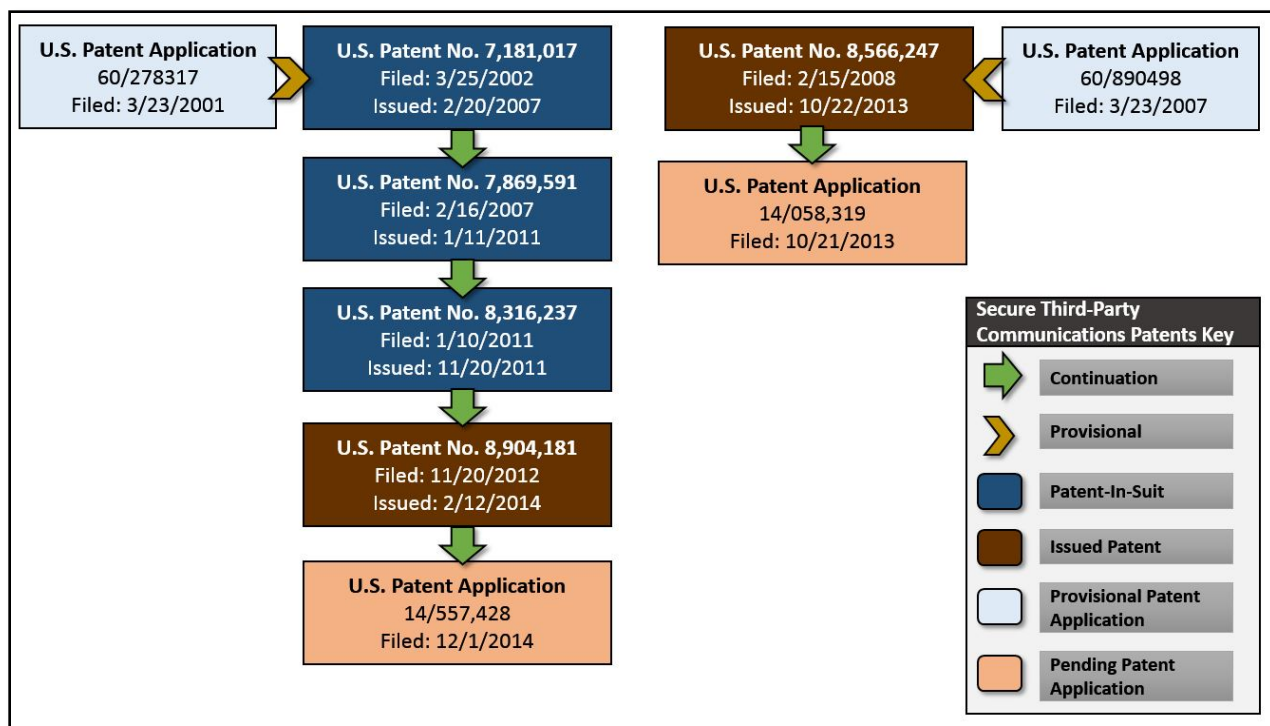 U.S. Patent Application
60/278317
Filed: 3/23/2001
U.S. Patent No. 7,181,017
Filed: 3/25/2002
Issued: 2/20/2007
U.S. Patent No. 7,869,591
Filed: 2/16/2007
Issued: 1/11/2011
U.S. Patent No. 8,316,237
Filed: 1/10/2011
Issued: 11/20/2011
U.S. Patent No. 8,904,181
Filed: 11/20/2012
Issued: 2/12/2014
U.S. Patent Application
14/557,428
Filed: 12/1/2014
U.S. Patent No. 8,566,247
Filed: 2/15/2008
Issued: 10/22/2013
U.S. Patent Application
60/890498
Filed: 3/23/2007
U.S. Patent Application
14/058,319
Filed: 10/21/2013
Secure Third-Party
Communications Patents Key
Continuation
Provisional
Patent-In-Suit
Issued Patent
Provisional Patent
Application
Pending Patent
Application